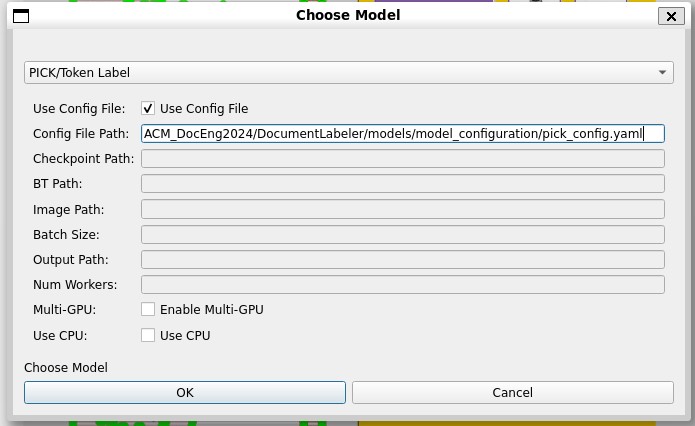 Choose Model
PICK/Token Label
Use Config File: Use Config File
Config File Path: ACM_DocEng2024/DocumentLabeler/models/model_configuration/pick_config.yaml
Checkpoint Path:
BT Path:
Image Path:
Batch Size:
Output Path:
Num Workers:
Multi-GPU: Enable Multi-GPU
Use CPU: Use CPU
Choose Model
OK Cancel